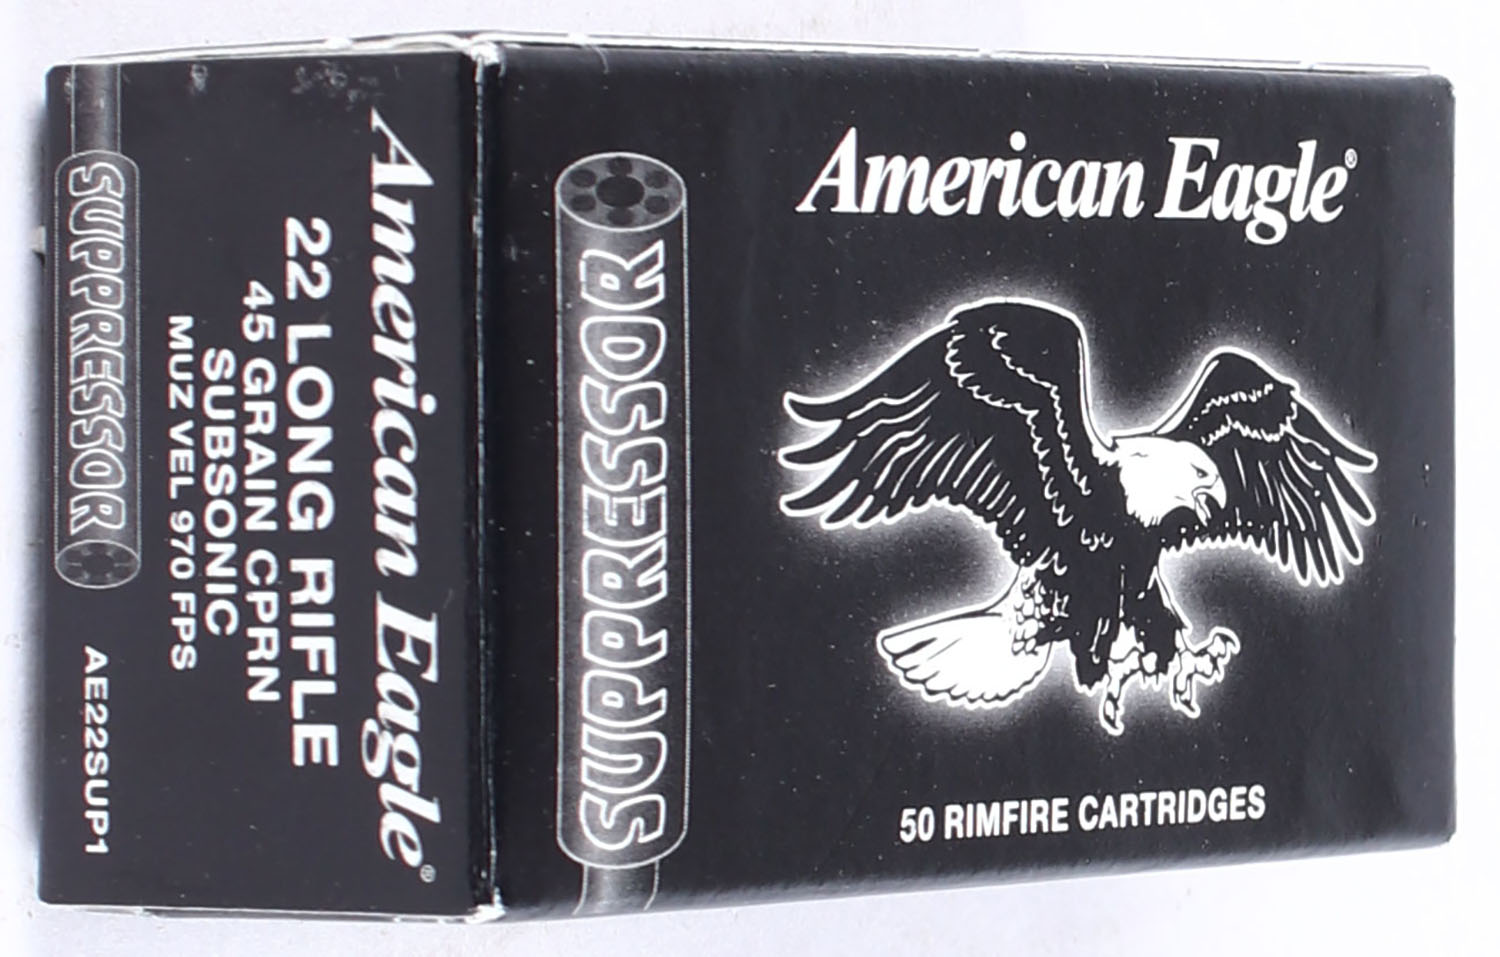 American Eagle®
SUPPRESSOR
50 RIMFIRE CARTRIDGES
American Eagle®
22 LONG RIFLE
45 GRAIN CPRN
SUBSONIC
MUZ VEL 970 FPS
SUPPRESSOR
AE22SUP1